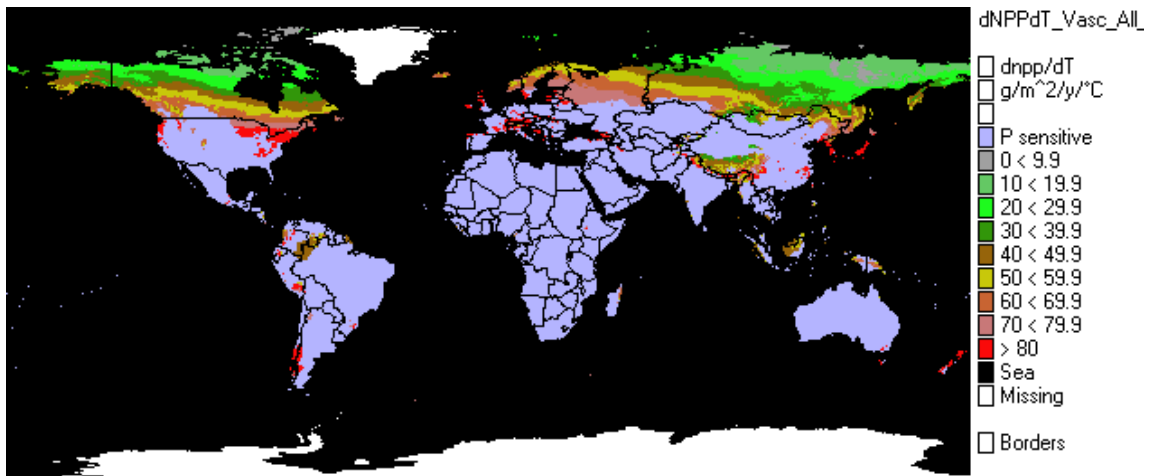 dNPPdT_Vasc_All_
dnpp/dT
g/m^2/y/°C
P sensitive
0 < 9.9
10 < 19.9
20 < 29.9
30 < 39.9
40 < 49.9
50 < 59.9
60 < 69.9
70 < 79.9
> 80
Sea
Missing
Borders